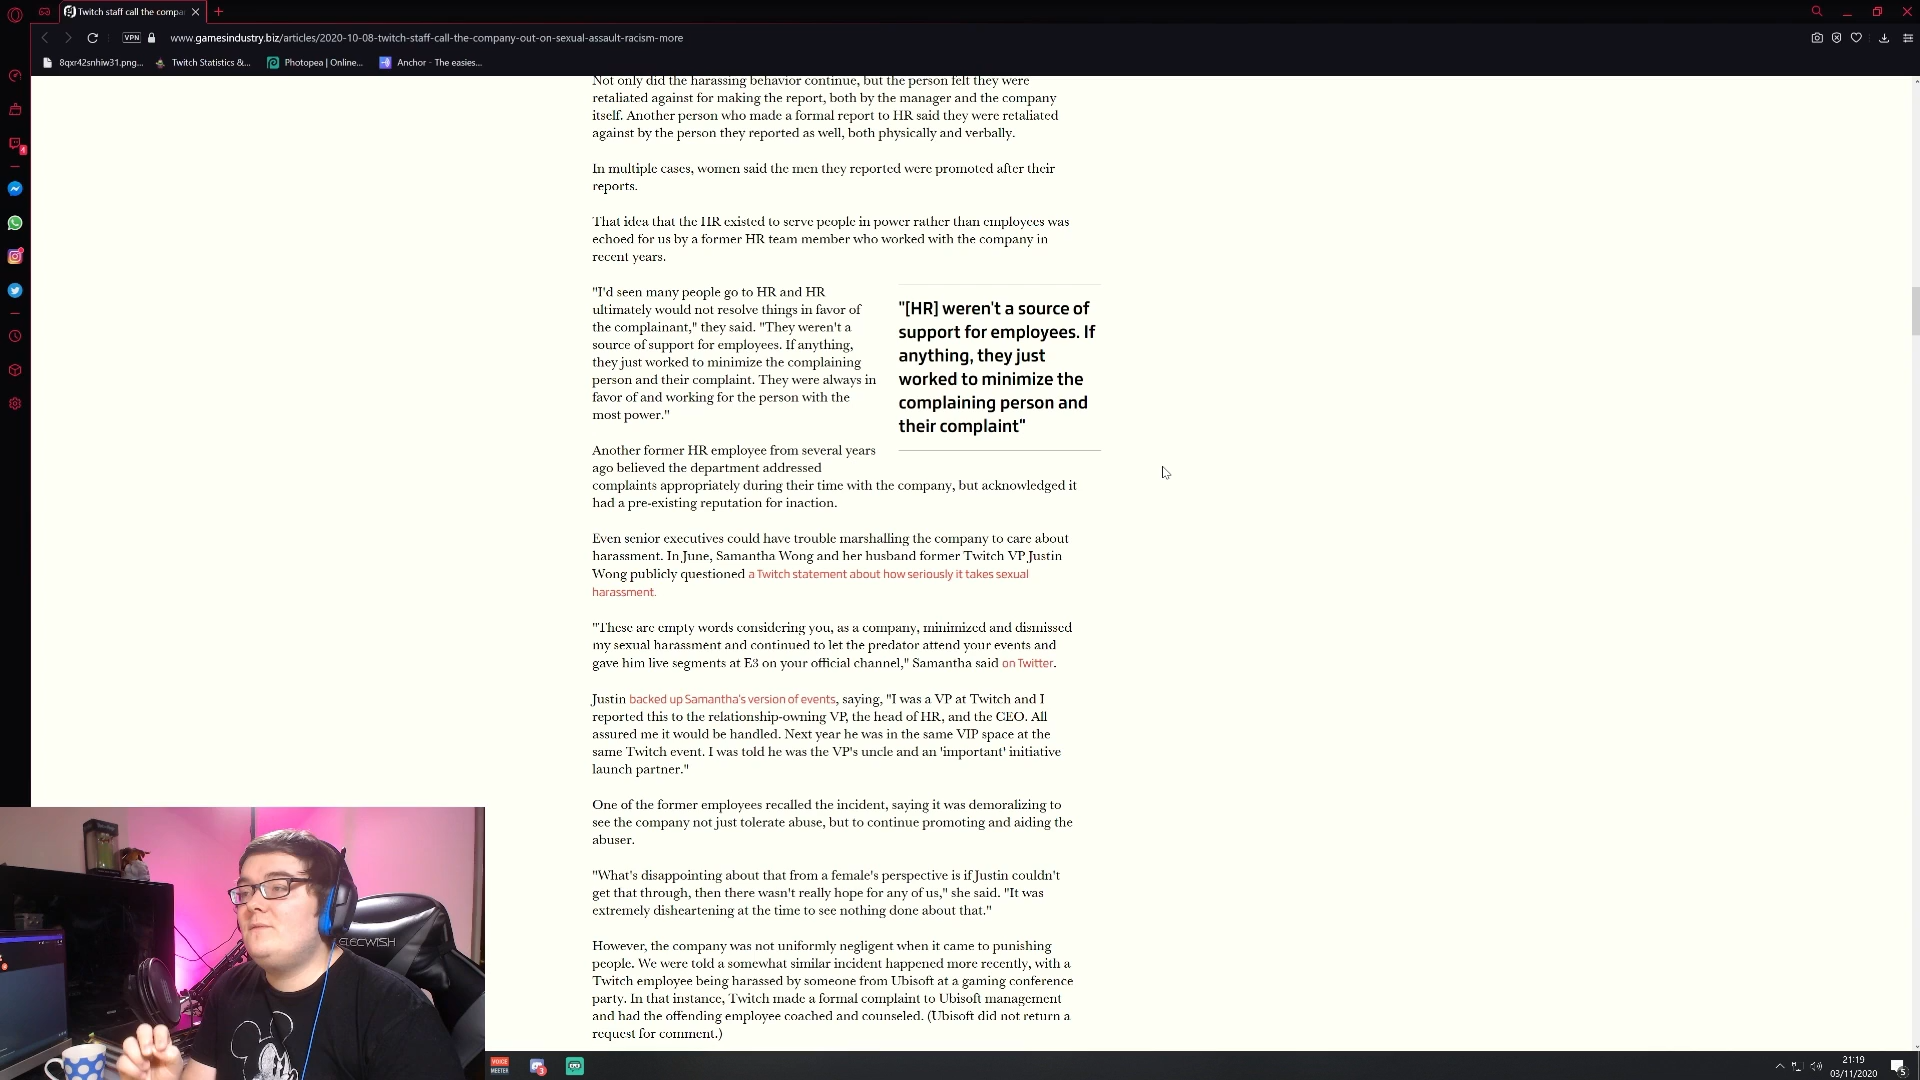 Twitch staff call the compa
VPN
www.gamesindustry.biz/articles/2020-10-08-twitch-staff-call-the-company-out-on-sexual-assault-racism-more
8qxr42snhiw31.png...
Twitch Statistics &...
Photopea | Online...
Anchor - The easies...
Not only did the harassing behavior continue, but the person felt they were
retaliated against for making the report, both by the manager and the company
itself. Another person who made a formal report to HR said they were retaliated
against by the person they reported as well, both physically and verbally.
In multiple cases, women said the men they reported were promoted after their
reports.
That idea that the HR existed to serve people in power rather than employees was
echoed for us by a former HR team member who worked with the company in
recent years.
"I'd seen many people go to HR and HR
ultimately would not resolve things in favor of
the complainant," they said. "They weren't a
source of support for employees. If anything,
they just worked to minimize the complaining
person and their complaint. They were always in
favor of and working for the person with the
most power."
"[HR] weren't a source of
support for employees. If
anything, they just
worked to minimize the
complaining person and
their complaint"
Another former HR employee from several years
ago believed the department addressed
complaints appropriately during their time with the company, but acknowledged it
had a pre-existing reputation for inaction.
Even senior executives could have trouble marshalling the company to care about
harassment. In June, Samantha Wong and her husband former Twitch VP Justin
Wong publicly questioned a Twitch statement about how seriously it takes sexual
harassment.
"These are empty words considering you, as a company, minimized and dismissed
my sexual harassment and continued to let the predator attend your events and
gave him live segments at E3 on your official channel," Samantha said on Twitter.
Justin backed up Samantha's version of events, saying, "I was a VP at Twitch and I
reported this to the relationship-owning VP, the head of HR, and the CEO. All
assured me it would be handled. Next year he was in the same VIP space at the
same Twitch event. I was told he was the VP's uncle and an 'important' initiative
launch partner."
One of the former employees recalled the incident, saying it was demoralizing to
see the company not just tolerate abuse, but to continue promoting and aiding the
abuser.
"What's disappointing about that from a female's perspective is if Justin couldn't
get that through, then there wasn't really hope for any of us," she said. "It was
extremely disheartening at the time to see nothing done about that."
However, the company was not uniformly negligent when it came to punishing
people. We were told a somewhat similar incident happened more recently, with a
Twitch employee being harassed by someone from Ubisoft at a gaming conference
party. In that instance, Twitch made a formal complaint to Ubisoft management
and had the offending employee coached and counseled. (Ubisoft did not return a
request for comment.)
ELECWISH
VOICE
MEETER
21:19
03/11/2020